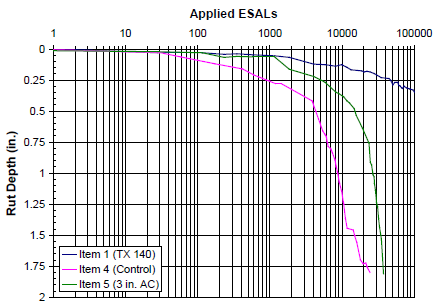 Applied ESALs
1 10 100 1000 10000 100000
0
0.25
0.5
0.75
1
1.25
1.5
1.75
2
Rut Depth (in.)
Item 1 (TX 140)
Item 4 (Control)
Item 5 (3 in. AC)